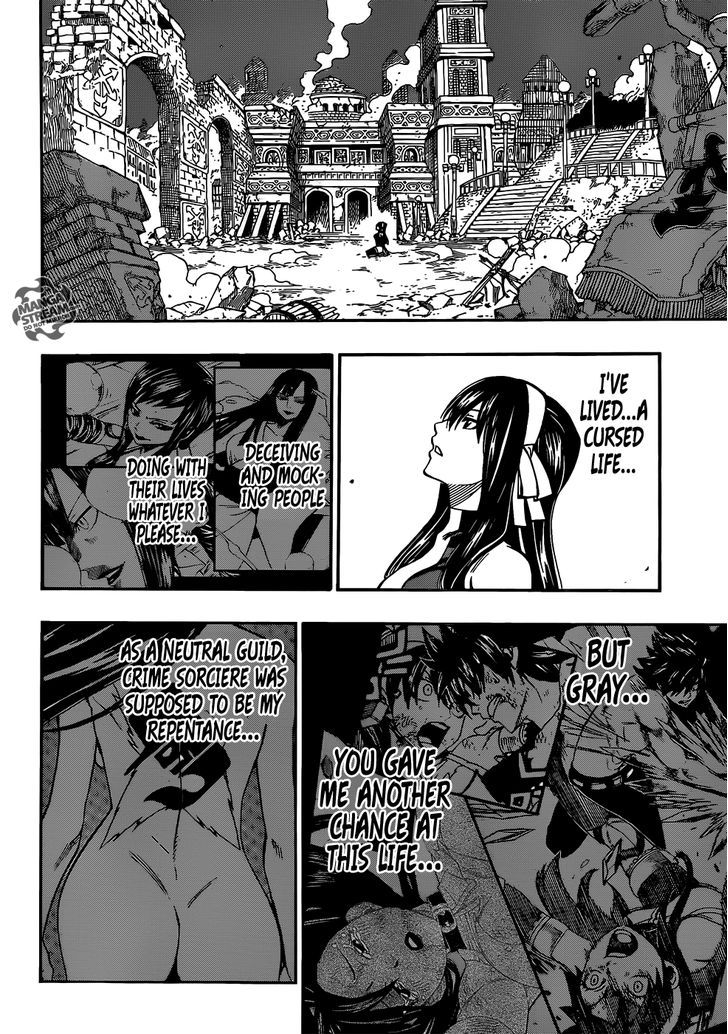 MANGA
STREAM
I'VE
LIVED...A
CURSED
LIFE...
DECEIVING
AND MOCK-
ING PEOPLE
DOING WITH
THEIR LIVES
WHATEVER I
PLEASE...
BUT
GRAY...
YOU GAVE
ME ANOTHER
CHANCE AT
THIS LIFE...
AS A NEUTRAL GUILD,
CRIME SORCIERE WAS
SUPPOSED TO BE MY
REPENTANCE...